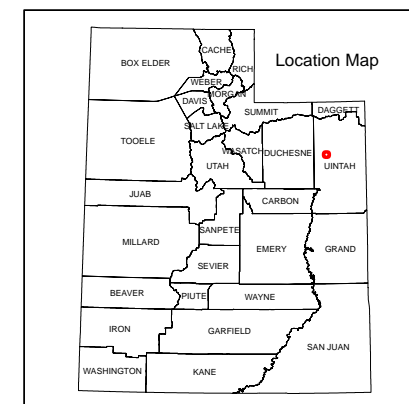 Location Map
BOX ELDER
CACHE
RICH
WEBER
MORGAN
DAVIS
SUMMIT
DAGGETT
SALT LAKE
TOOELE
WASATCH
DUCHESNE
UINTAH
UTAH
JUAB
CARBON
SANPETE
MILLARD
EMERY
GRAND
SEVIER
BEAVER
PIUTE
WAYNE
IRON
GARFIELD
SAN JUAN
WASHINGTON
KANE